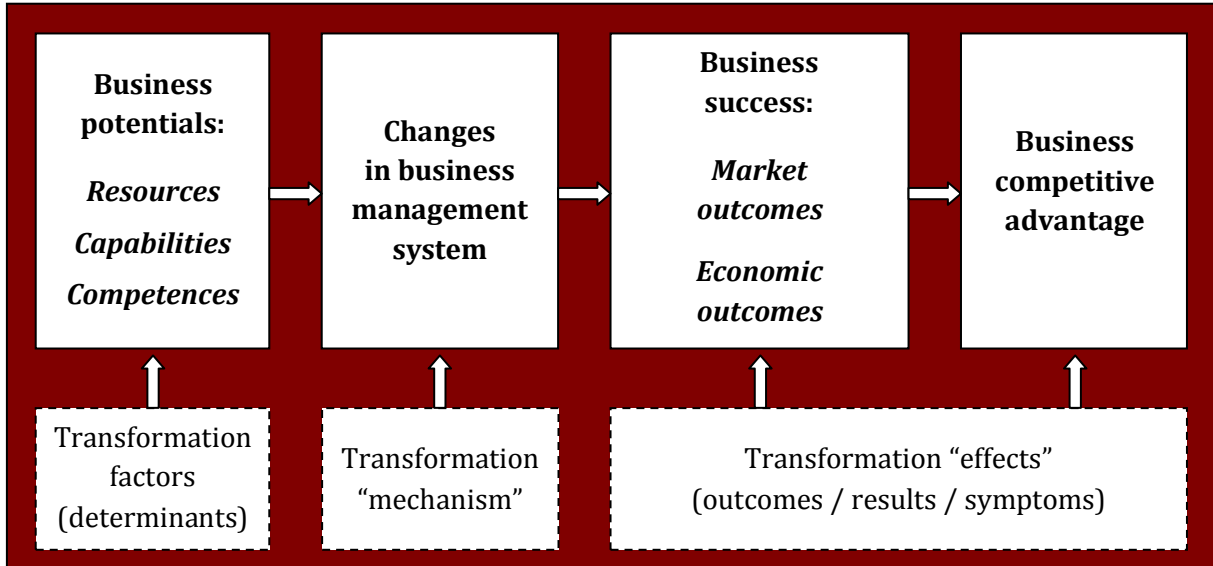 Business
potentials:
Resources
Capabilities
Competences
Changes
in business
management
system
Business
success:
Market
outcomes
Economic
outcomes
Business
competitive
advantage
Transformation
factors
(determinants)
Transformation
“mechanism”
Transformation “effects”
(outcomes / results / symptoms)